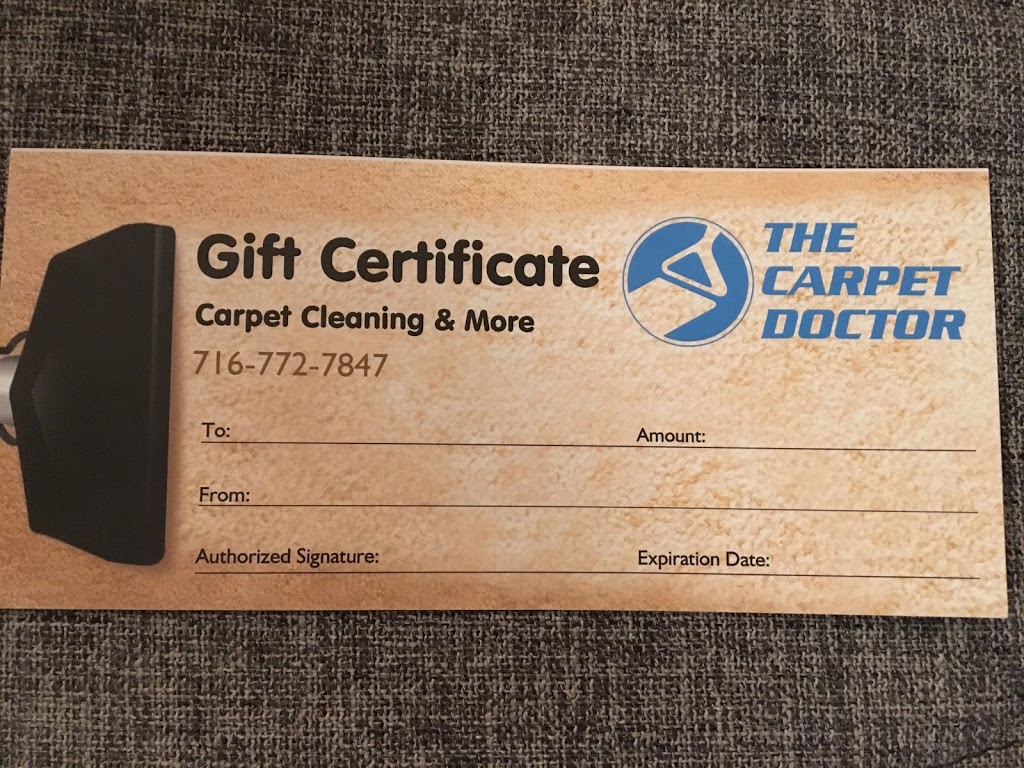 Gift Certificate
Carpet Cleaning & More
716-772-7847
THE
CARPET
DOCTOR
To:
Amount:
From:
Authorized Signature:
Expiration Date: